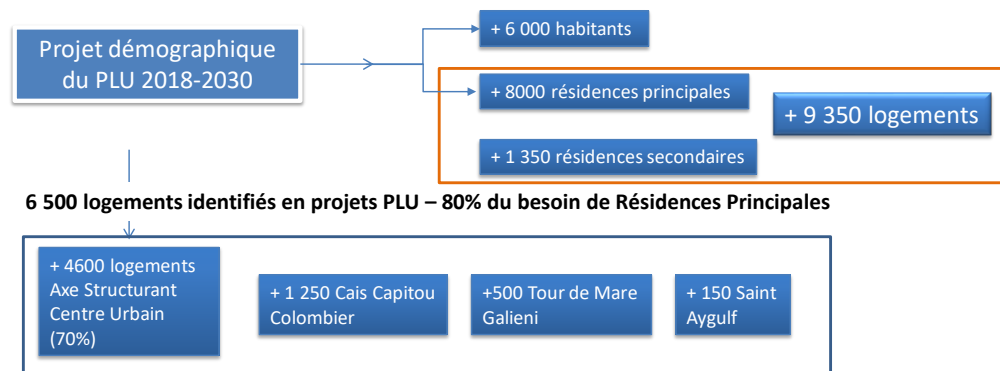 Projet démographique
du PLU 2018-2030
+ 6 000 habitants
+ 8000 résidences principales
+ 9 350 logements
+ 1 350 résidences secondaires
6 500 logements identifiés en projets PLU – 80% du besoin de Résidences Principales
+ 4600 logements
Axe Structurant
Centre Urbain
(70%)
+ 1 250 Cais Capitou
Colombier
+500 Tour de Mare
Galieni
+ 150 Saint
Aygulf